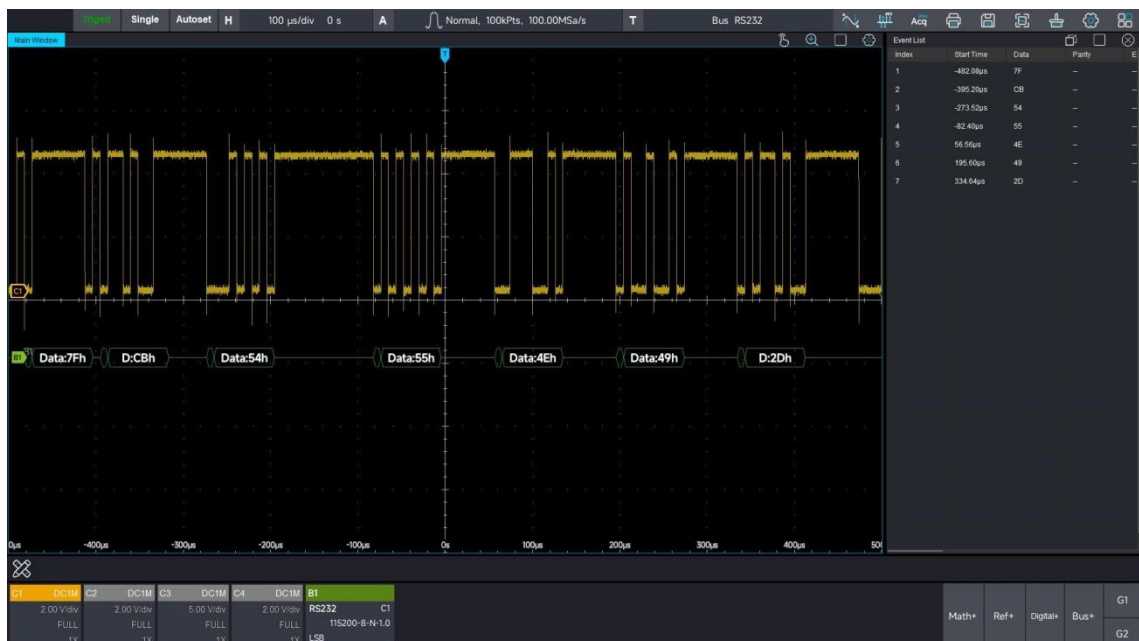 Triged Single Autoset H 100 μs/div 0 s A Normal, 100kPts, 100.00MSa/s T Bus RS232 Acq
Main Window
T
C1
B1 Data:7Fh D:CBh Data:54h Data:55h Data:4Eh Data:49h D:2Dh
0μs -400μs -300μs -200μs -100μs 0s 100μs 200μs 300μs 400μs 50
Event List
Index Start Time Data Parity E
1 -482.08μs 7F -- --
2 -395.20μs CB -- --
3 -273.52μs 54 -- --
4 -82.40μs 55 -- --
5 56.56μs 4E -- --
6 195.60μs 49 -- --
7 334.64μs 2D -- --
C1 DC1M C2 DC1M C3 DC1M C4 DC1M B1
2.00 V/div 2.00 V/div 5.00 V/div 2.00 V/div RS232 C1
FULL FULL FULL FULL 115200-8-N-1.0
1X 1X 1X 1X LSB
Math+ Ref+ Digital+ Bus+ G1
G2